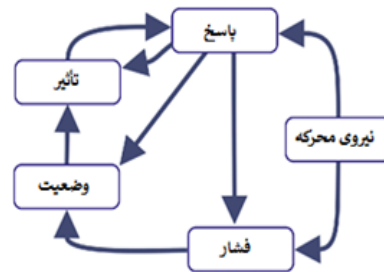 پاسخ
تأثیر
نیروی محرکه
وضعیت
فشار